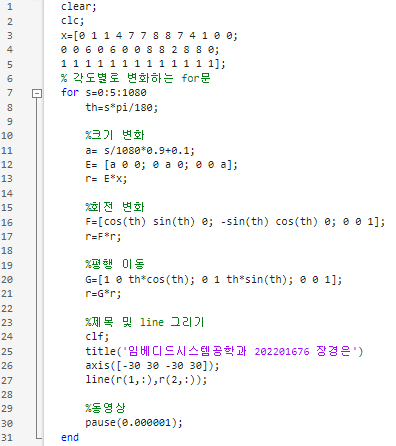 1 clear;
2 clc;
3 x=[0 1 1 4 7 7 8 8 7 4 1 0 0;
4 0 0 6 0 6 0 0 8 8 2 8 8 0;
5 1 1 1 1 1 1 1 1 1 1 1 1 1];
6 % 각도별로 변화하는 for문
7 for s=0:5:1080
8 th=s*pi/180;
9
10 %크기 변화
11 a= s/1080*0.9+0.1;
12 E= [a 0 0; 0 a 0; 0 0 a];
13 r= E*x;
14
15 %회전 변화
16 F=[cos(th) sin(th) 0; -sin(th) cos(th) 0; 0 0 1];
17 r=F*r;
18
19 %평행 이동
20 G=[1 0 th*cos(th); 0 1 th*sin(th); 0 0 1];
21 r=G*r;
22
23 %제목 및 line 그리기
24 clf;
25 title('임베디드시스템공학과 202201676 장경은')
26 axis([-30 30 -30 30]);
27 line(r(1,:),r(2,:));
28
29 %동영상
30 pause(0.000001);
31 end